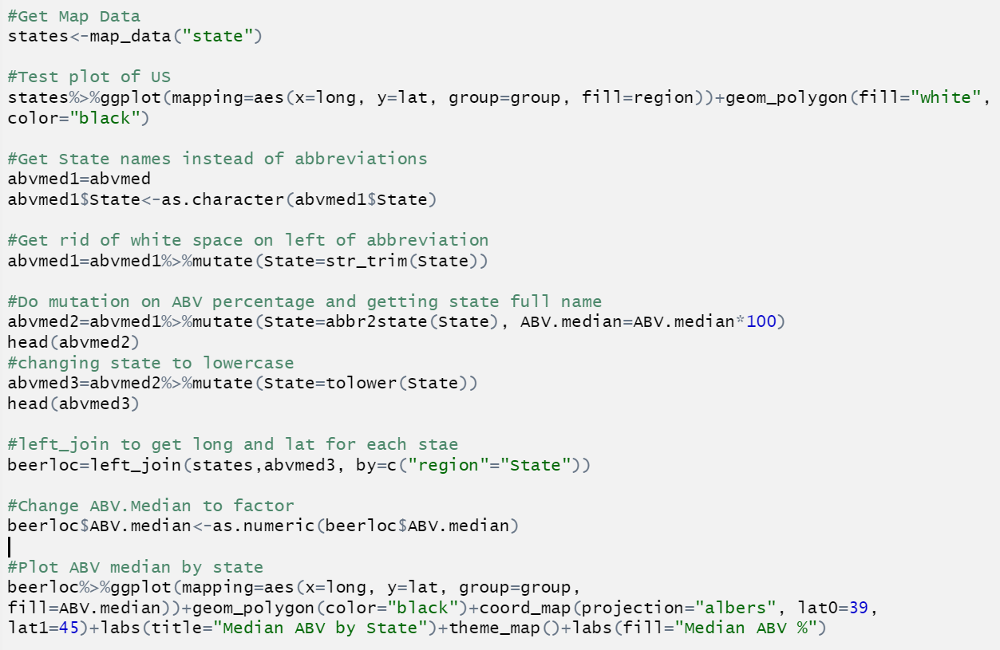 #Get Map Data
states<-map_data("state")
#Test plot of US
states%>%ggplot(mapping=aes(x=long, y=lat, group=group, fill=region))+geom_polygon(fill="white",
color="black")
#Get State names instead of abbreviations
abvmed1=abvmed
abvmed1$State<-as.character(abvmed1$State)
#Get rid of white space on left of abbreviation
abvmed1=abvmed1%>%mutate(State=str_trim(State))
#Do mutation on ABV percentage and getting state full name
abvmed2=abvmed1%>%mutate(State=abbr2state(State), ABV.median=ABV.median*100)
head(abvmed2)
#changing state to lowercase
abvmed3=abvmed2%>%mutate(State=tolower(State))
head(abvmed3)
#left_join to get long and lat for each stae
beerloc=left_join(states,abvmed3, by=c("region"="State"))
#Change ABV.Median to factor
beerloc$ABV.median<-as.numeric(beerloc$ABV.median)
#Plot ABV median by state
beerloc%>%ggplot(mapping=aes(x=long, y=lat, group=group,
fill=ABV.median))+geom_polygon(color="black")+coord_map(projection="albers", lat0=39,
lat1=45)+labs(title="Median ABV by State")+theme_map()+labs(fill="Median ABV %")